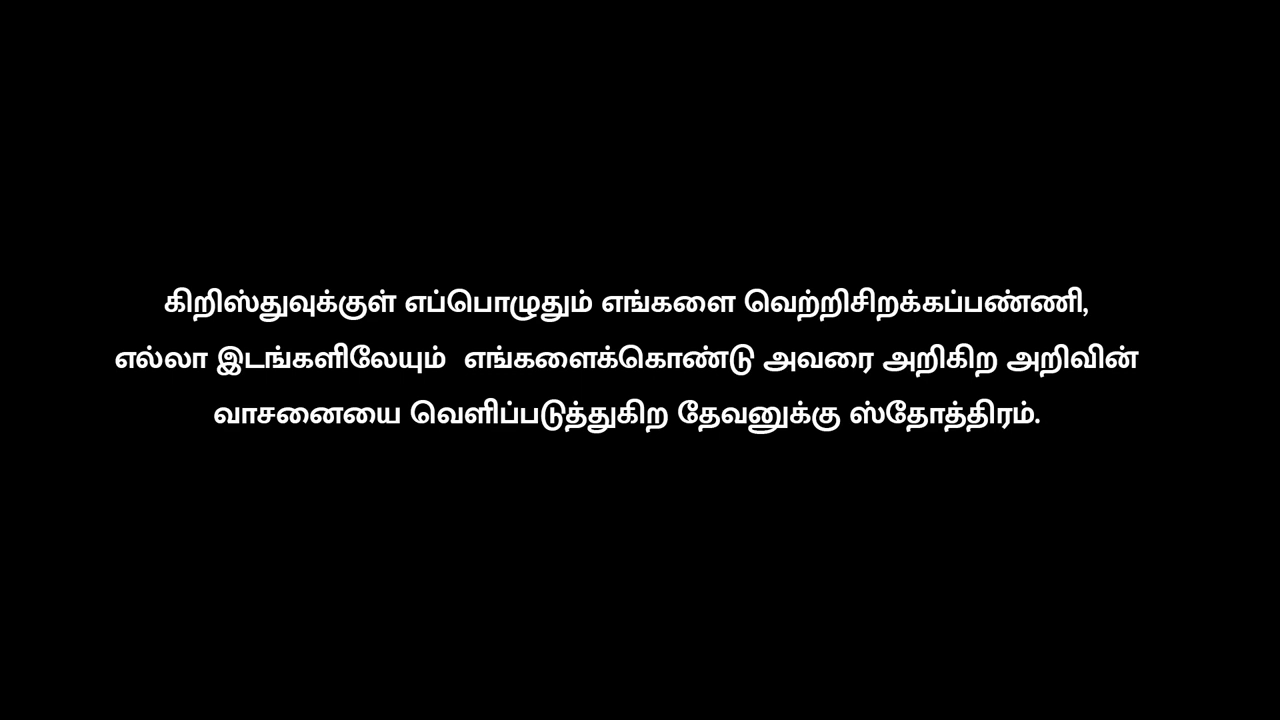 கிறிஸ்துவுக்குள் எப்பொழுதும் எங்களை வெற்றிசிறக்கப்பண்ணி,
எல்லா இடங்களிலேயும் எங்களைக்கொண்டு அவரை அறிகிற அறிவின்
வாசனையை வெளிப்படுத்துகிற தேவனுக்கு ஸ்தோத்திரம்.